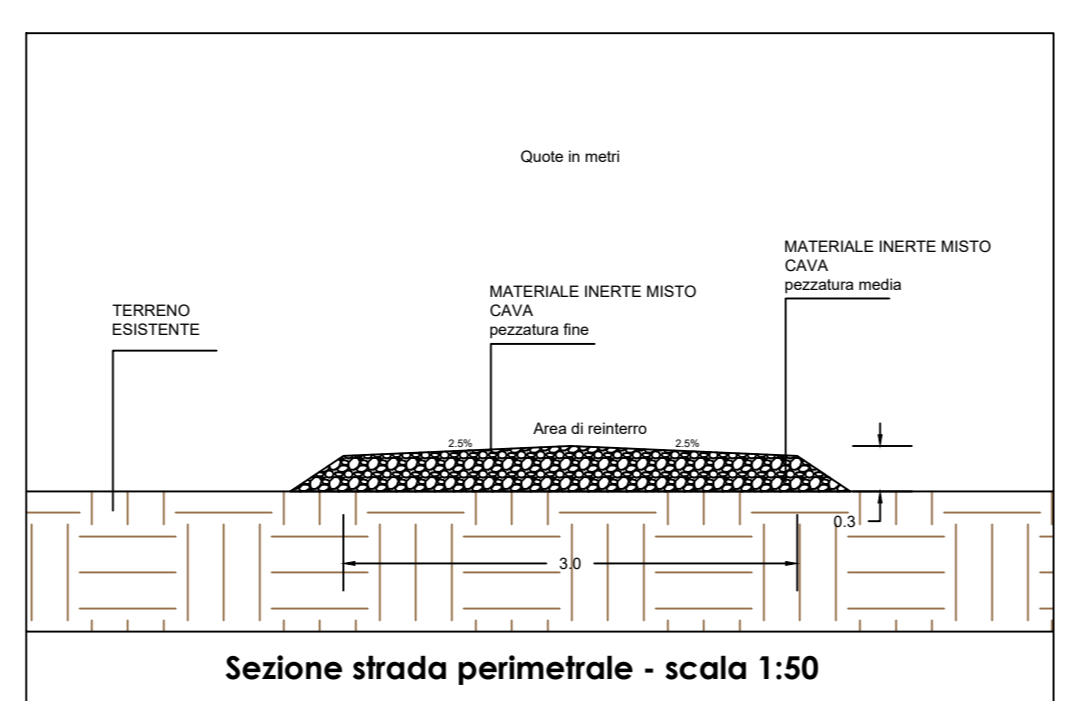 Quote in metri
MATERIALE INERTE MISTO
CAVA
pezzatura media
MATERIALE INERTE MISTO
CAVA
pezzatura fine
TERRENO
ESISTENTE
Area di reinterro
2.5%
2.5%
0.3
3.0
Sezione strada perimetrale - scala 1:50